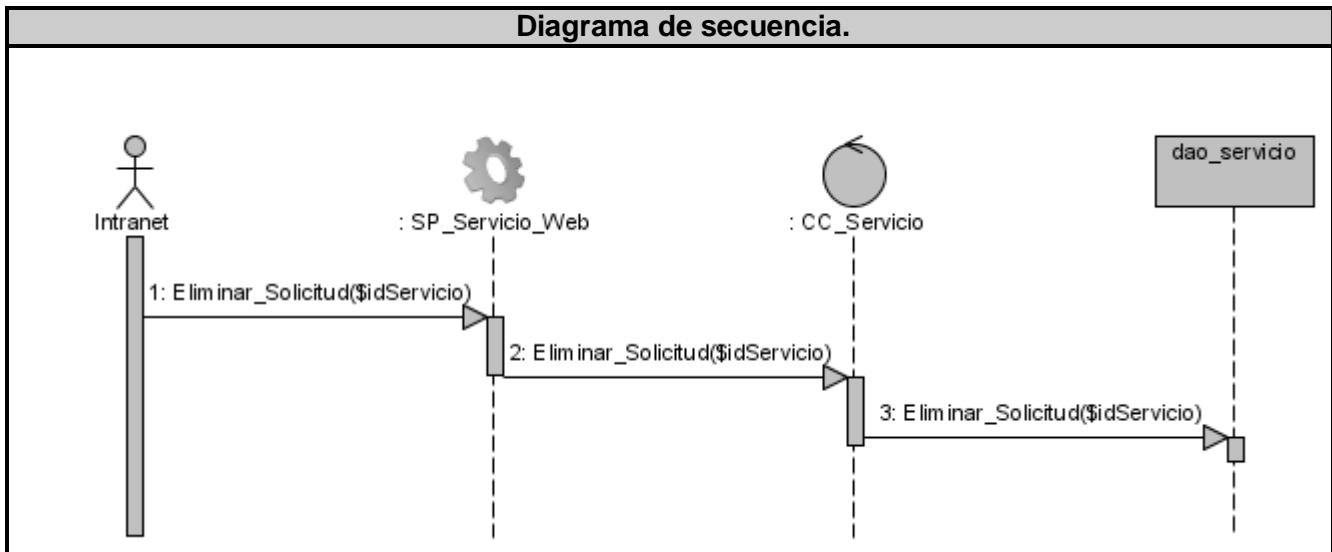 Diagrama de secuencia.
dao_servicio
Intranet
: SP_Servicio_Web
: CC_Servicio
1: Eliminar_Solicitud($idServicio)
2: Eliminar_Solicitud($idServicio)
3: Eliminar_Solicitud($idServicio)